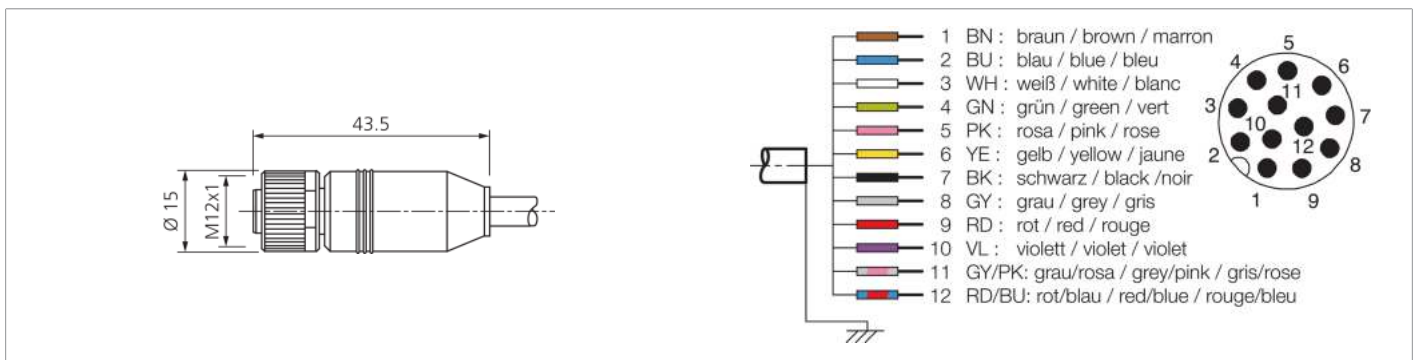 43.5
Ø 15
M12x1
1 BN : braun / brown / marron
2 BU : blau / blue / bleu
3 WH : weiß / white / blanc
4 GN : grün / green / vert
5 PK : rosa / pink / rose
6 YE : gelb / yellow / jaune
7 BK : schwarz / black /noir
8 GY : grau / grey / gris
9 RD : rot / red / rouge
10 VL : violett / violet / violet
11 GY/PK: grau/rosa / grey/pink / gris/rose
12 RD/BU: rot/blau / red/blue / rouge/bleu
5
4 6
11
3 7
10
12
2 8
1 9